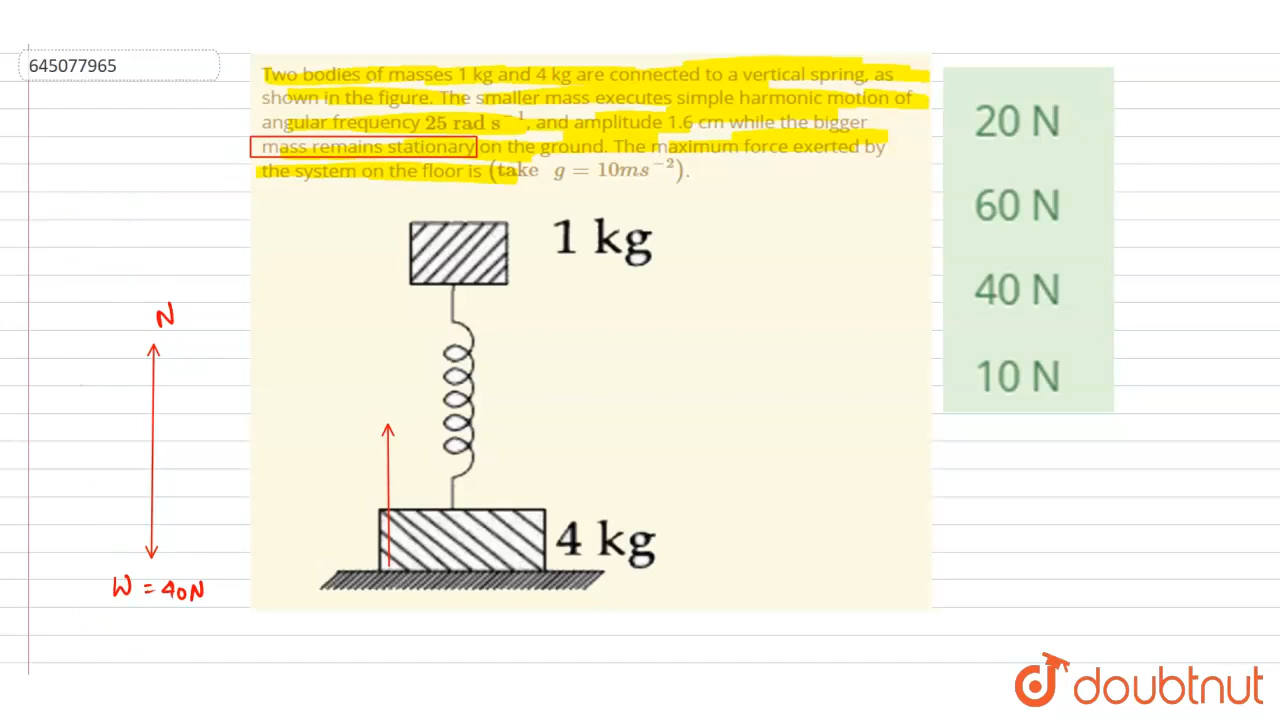 645077965
Two bodies of masses 1 kg and 4 kg are connected to a vertical spring, as
shown in the figure. The smaller mass executes simple harmonic motion of
angular frequency 25 rad s⁻¹, and amplitude 1.6 cm while the bigger
mass remains stationary on the ground. The maximum force exerted by
the system on the floor is (take g = 10ms⁻²).
20 N
60 N
40 N
10 N
1 kg
N
4 kg
W = 40N
doubtnut